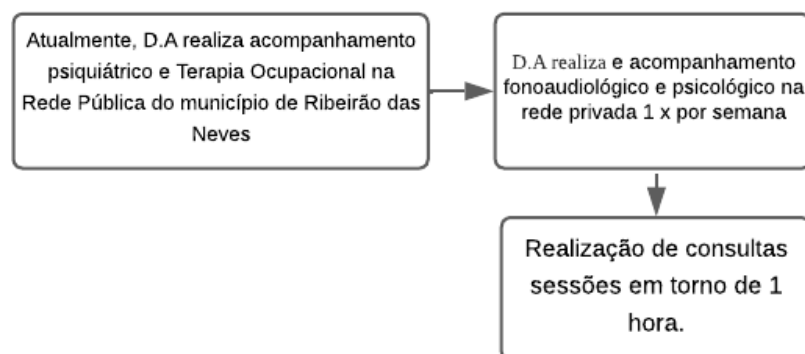 Atualmente, D.A realiza acompanhamento
psiquiátrico e Terapia Ocupacional na
Rede Pública do município de Ribeirão das
Neves
D.A realiza e acompanhamento
fonoaudiológico e psicológico na
rede privada 1 x por semana
Realização de consultas
sessões em torno de 1
hora.